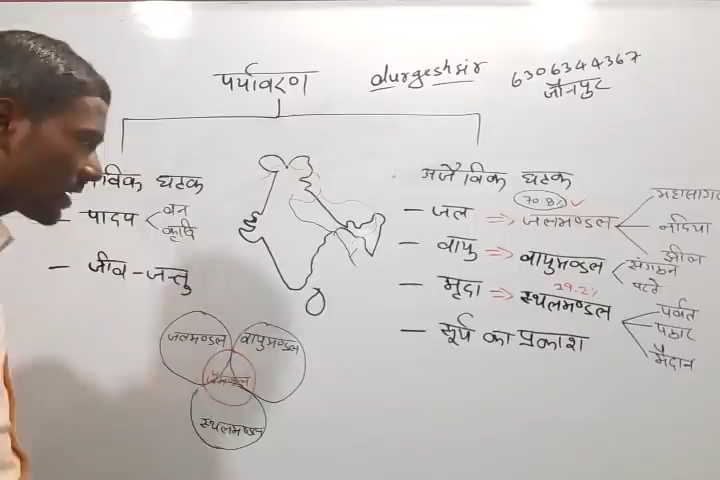 पर्यावरण
durgeshsir
6306344367
जौनपुर
जैविक घटक
– पादप
वन
कृषि
– जीव-जन्तु
अजैविक घटक
– जल ⇒ जलमण्डल
70.8%
महासागर
नदिया
झील
– वायु ⇒ वायुमण्डल
संगठन
परते
– मृदा ⇒ स्थलमण्डल
29.2%
पर्वत
पठार
मैदान
– सूर्य का प्रकाश
जलमण्डल
वायुमण्डल
जैवमण्डल
स्थलमण्डल